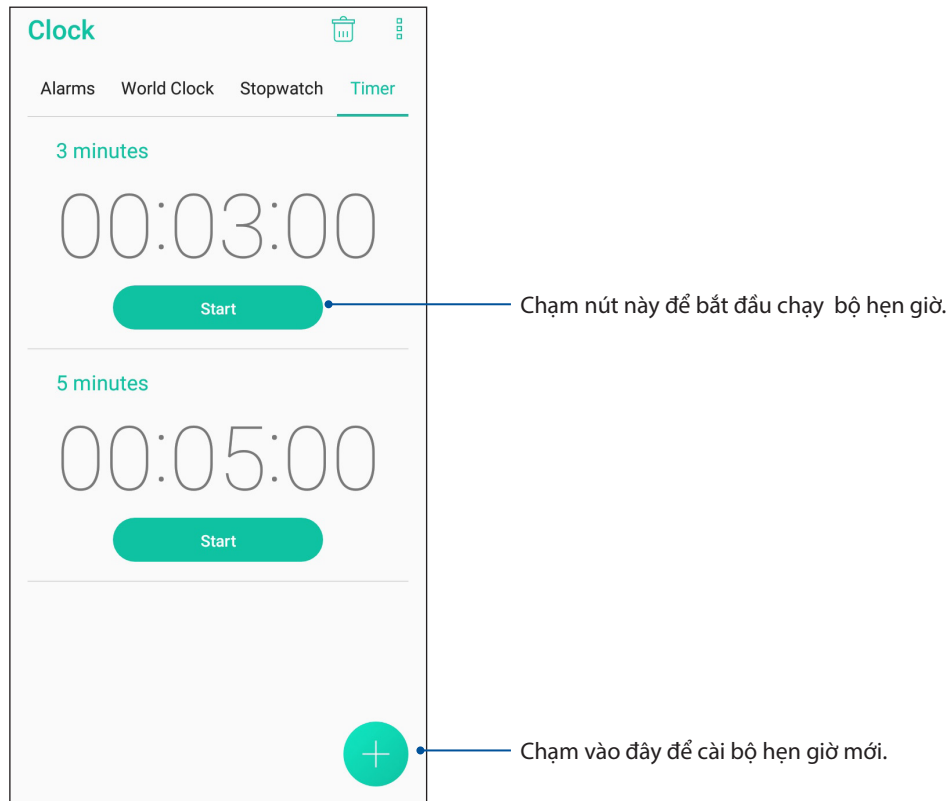 Clock
Alarms World Clock Stopwatch Timer
3 minutes
00:03:00
Start
Chạm nút này để bắt đầu chạy bộ hẹn giờ.
5 minutes
00:05:00
Start
Chạm vào đây để cài bộ hẹn giờ mới.